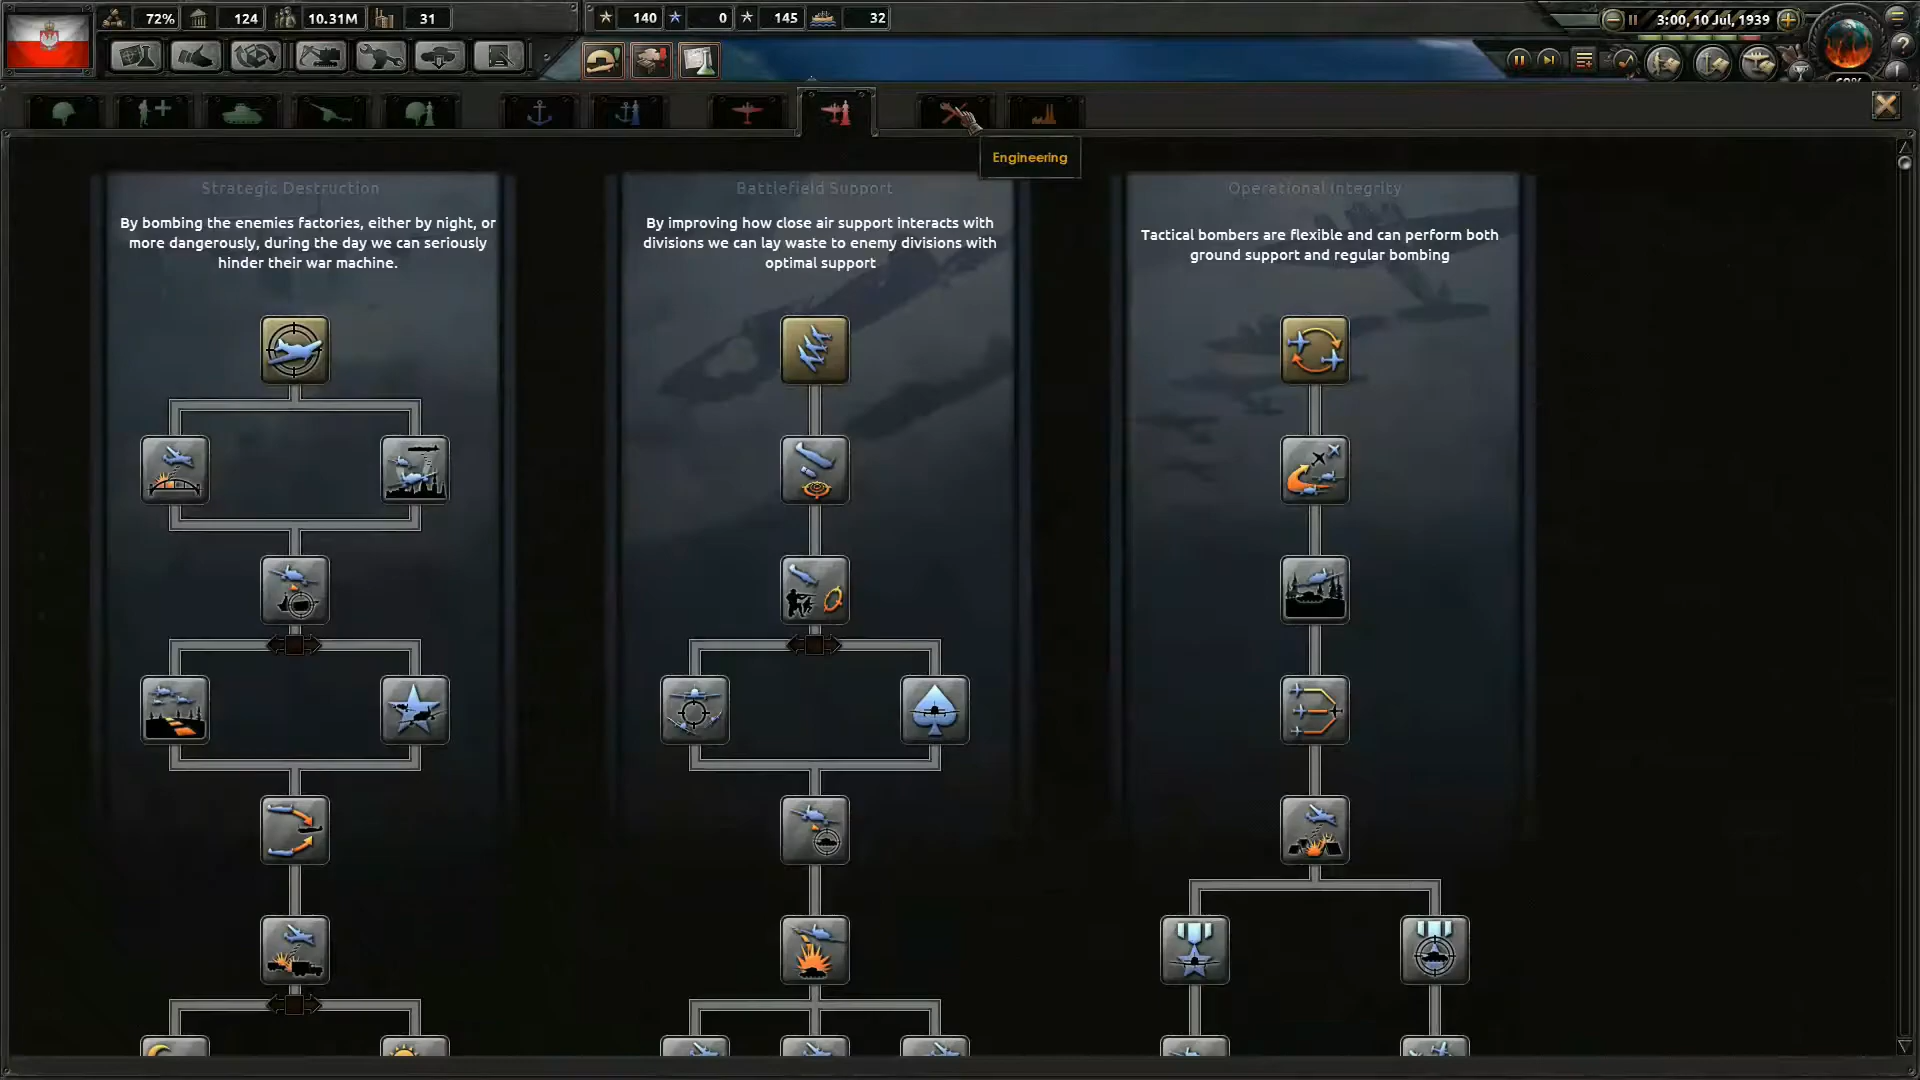 72%
124
10.31M
31
140
0
145
32
3:00, 10 Jul, 1939
Engineering
Strategic Destruction
By bombing the enemies factories, either by night, or
more dangerously, during the day we can seriously
hinder their war machine.
Battlefield Support
By improving how close air support interacts with
divisions we can lay waste to enemy divisions with
optimal support
Operational Integrity
Tactical bombers are flexible and can perform both
ground support and regular bombing